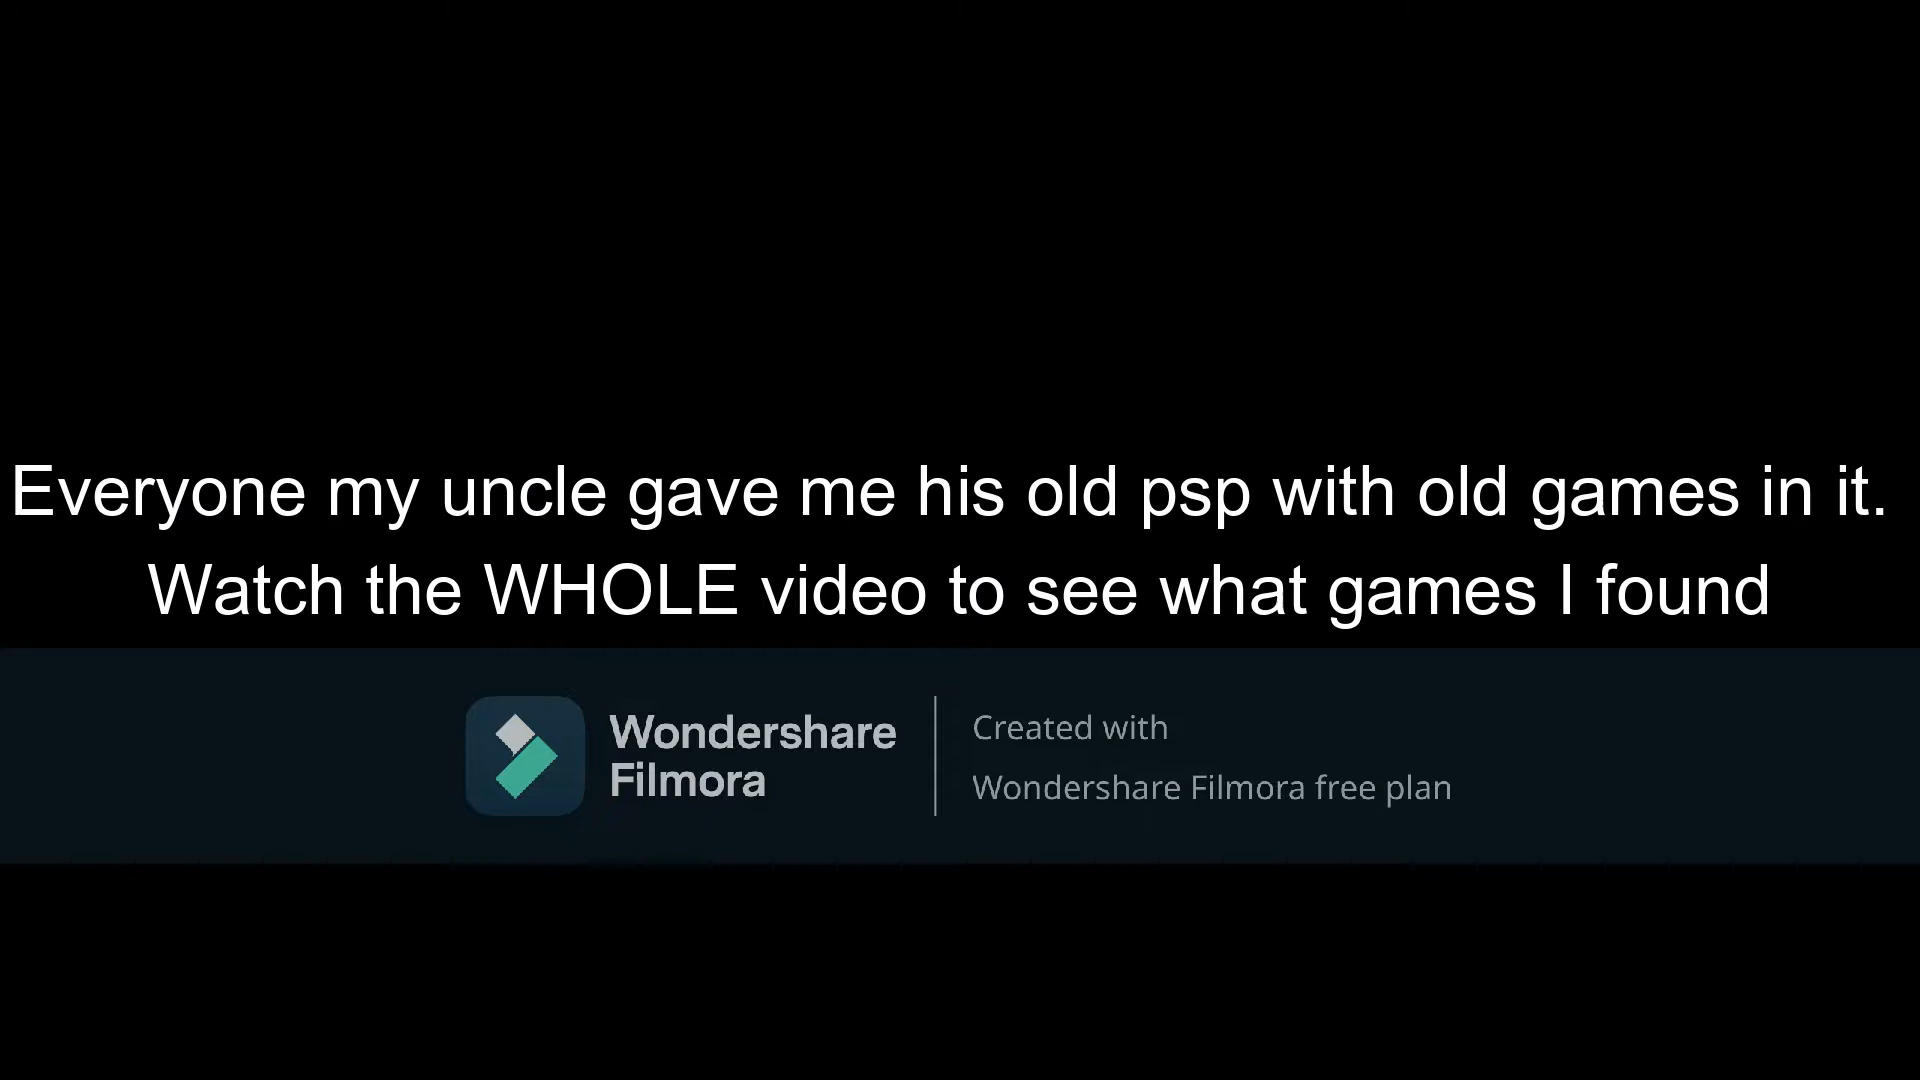 Everyone my uncle gave me his old psp with old games in it.
Watch the WHOLE video to see what games I found
Wondershare
Filmora
Created with
Wondershare Filmora free plan